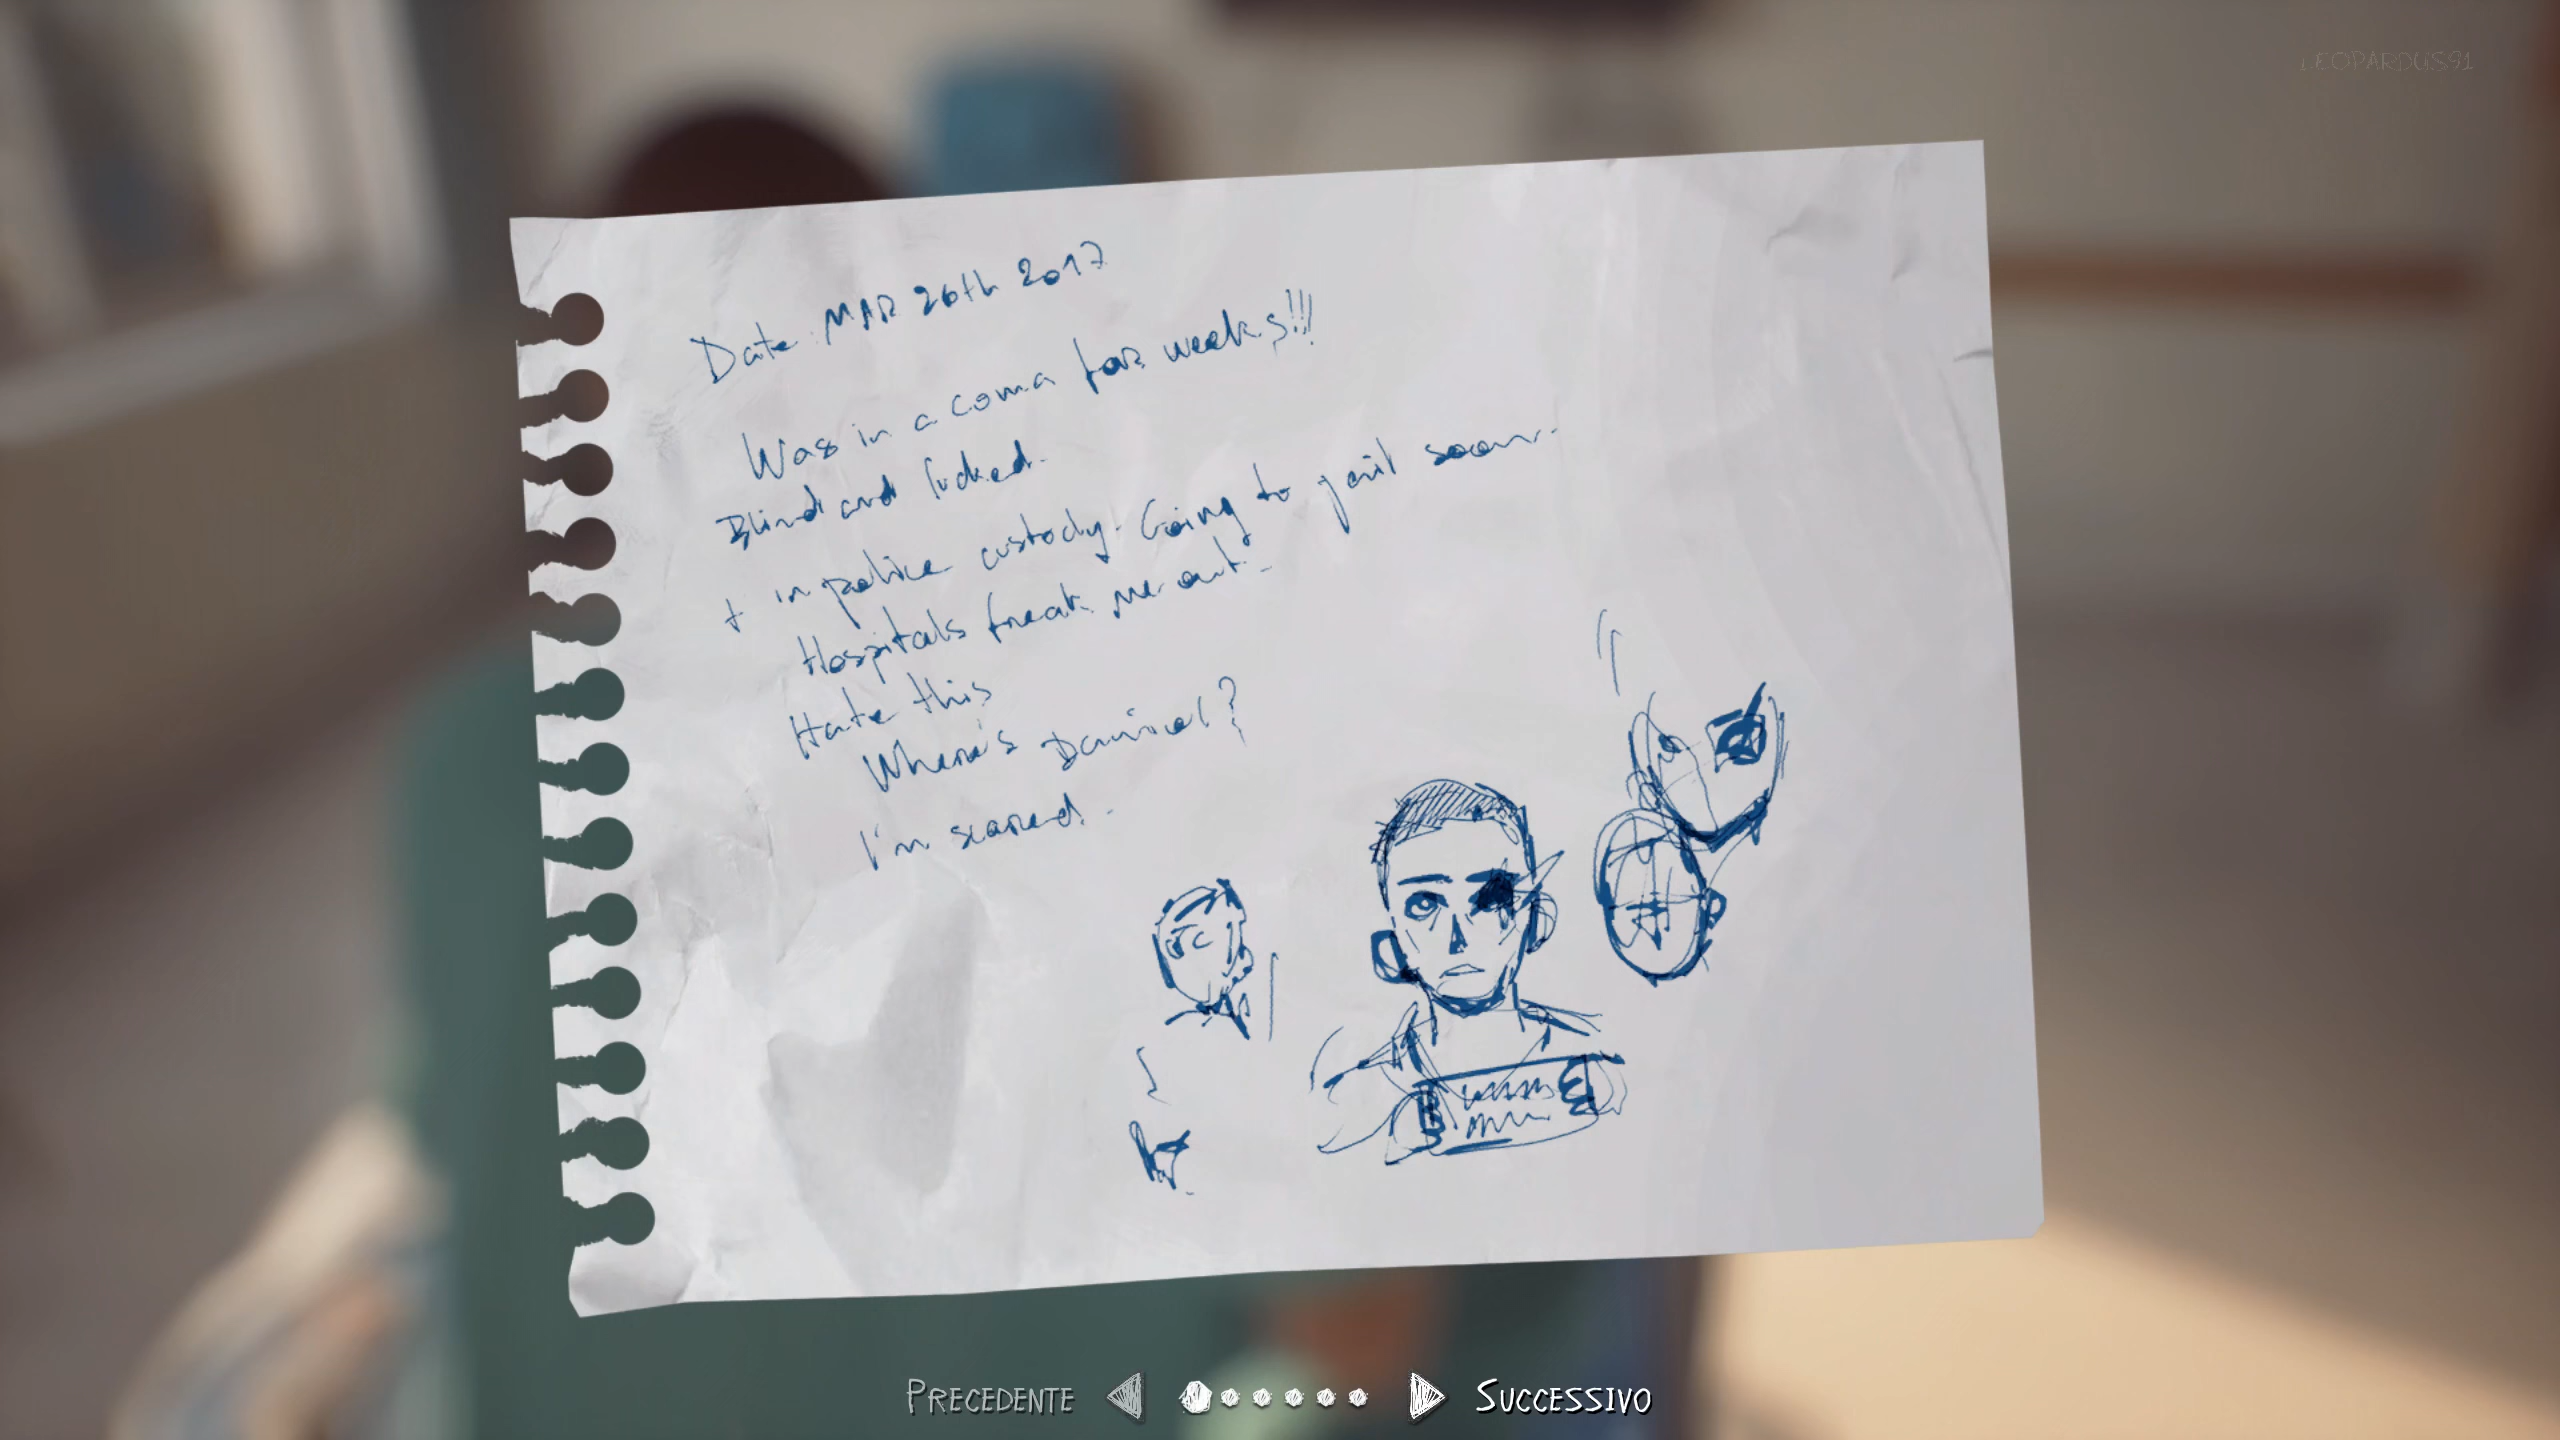 LEOPARDUS91
Date: MAR 26th 2017
Was in a coma for weeks!!!
Blind and fucked.
+ in police custody. Going to jail soon.
Hospitals freak me out.
Hate this
Where's Daniel?
I'm scared.
PRECEDENTE SUCCESSIVO